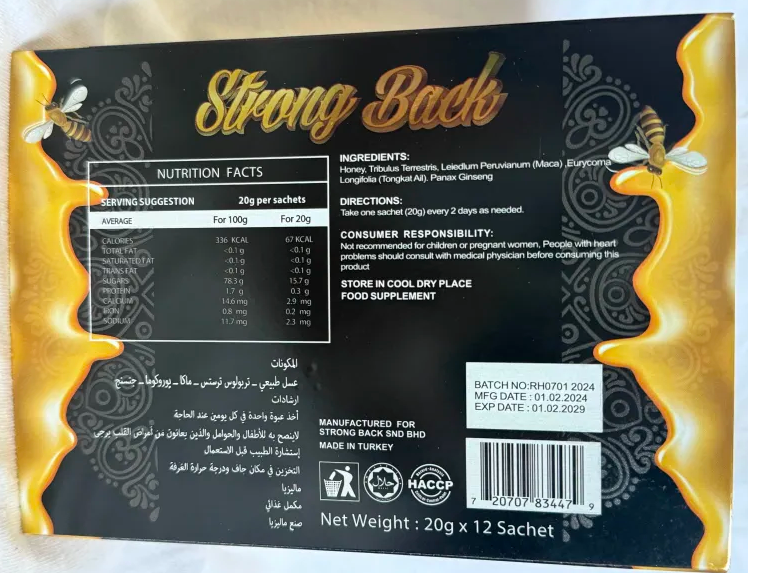 Strong Back
NUTRITION FACTS
SERVING SUGGESTION 20g per sachets
AVERAGE For 100g For 20g
CALORIES 336 KCAL 67 KCAL
TOTAL FAT <0.1 g <0.1 g
SATURATED FAT <0.1 g <0.1 g
TRANS FAT <0.1 g <0.1 g
SUGARS 78.3 g 15.7 g
PROTEIN 1.7 g 0.3 g
CALCIUM 14.6 mg 2.9 mg
IRON 0.8 mg 0.2 mg
SODIUM 11.7 mg 2.3 mg
INGREDIENTS:
Honey, Tribulus Terrestris, Leiedlum Peruvianum (Maca) ,Eurycoma
Longifolia (Tongkat Ail). Panax Ginseng
DIRECTIONS:
Take one sachet (20g) every 2 days as needed.
CONSUMER RESPONSIBILITY:
Not recommended for children or pregnant women, People with heart
problems should consult with medical physician before consuming this
product
STORE IN COOL DRY PLACE
FOOD SUPPLEMENT
المكونات
عسل طبيعي _ تربولوس ترستس _ ماكا _ يوروكوما _ جنسنج
ارشادات
أخذ عبوة واحدة في كل يومين عند الحاجة
لاينصح به للأطفال والحوامل والذين يعانون من أمراض القلب يرجى
إستشارة الطبيب قبل الاستعمال
التخزين في مكان جاف ودرجة حرارة الغرفة
ماليزيا
مكمل غذائي
صنع ماليزيا
MANUFACTURED FOR
STRONG BACK SND BHD
MADE IN TURKEY
حلال
HACCP
BATCH NO:RH0701 2024
MFG DATE : 01.02.2024
EXP DATE : 01.02.2029
7 20707 83447 9
Net Weight : 20g x 12 Sachet